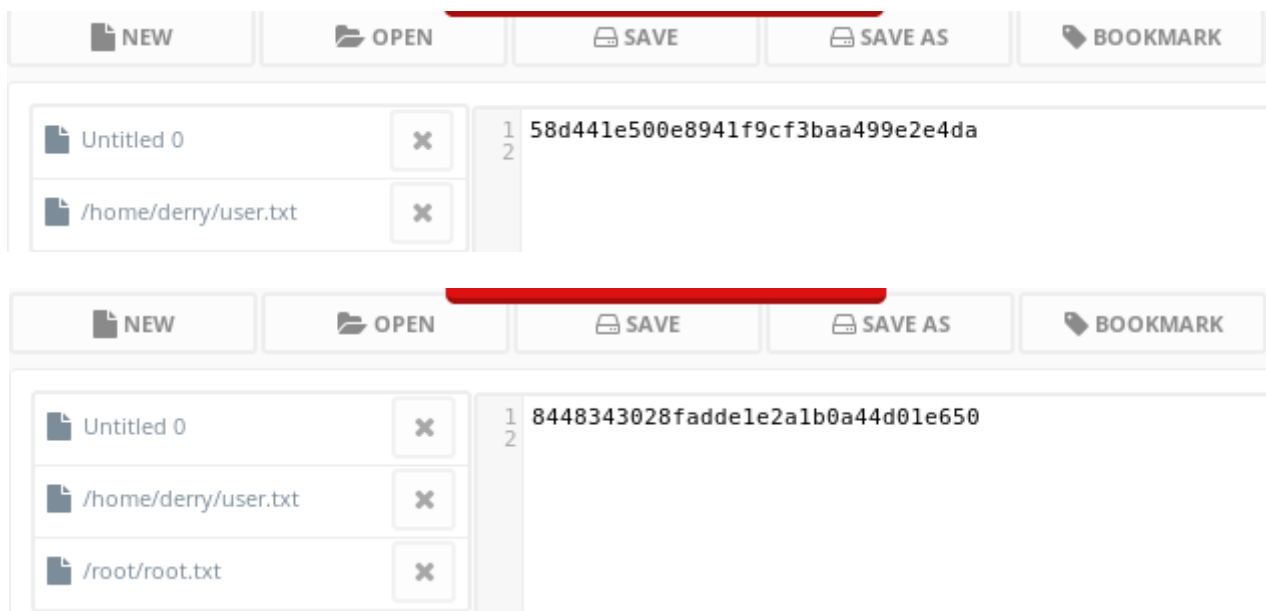 NEW OPEN SAVE SAVE AS BOOKMARK
Untitled 0
/home/derry/user.txt
1 58d441e500e8941f9cf3baa499e2e4da
2
NEW OPEN SAVE SAVE AS BOOKMARK
Untitled 0
/home/derry/user.txt
/root/root.txt
1 8448343028fadde1e2a1b0a44d01e650
2